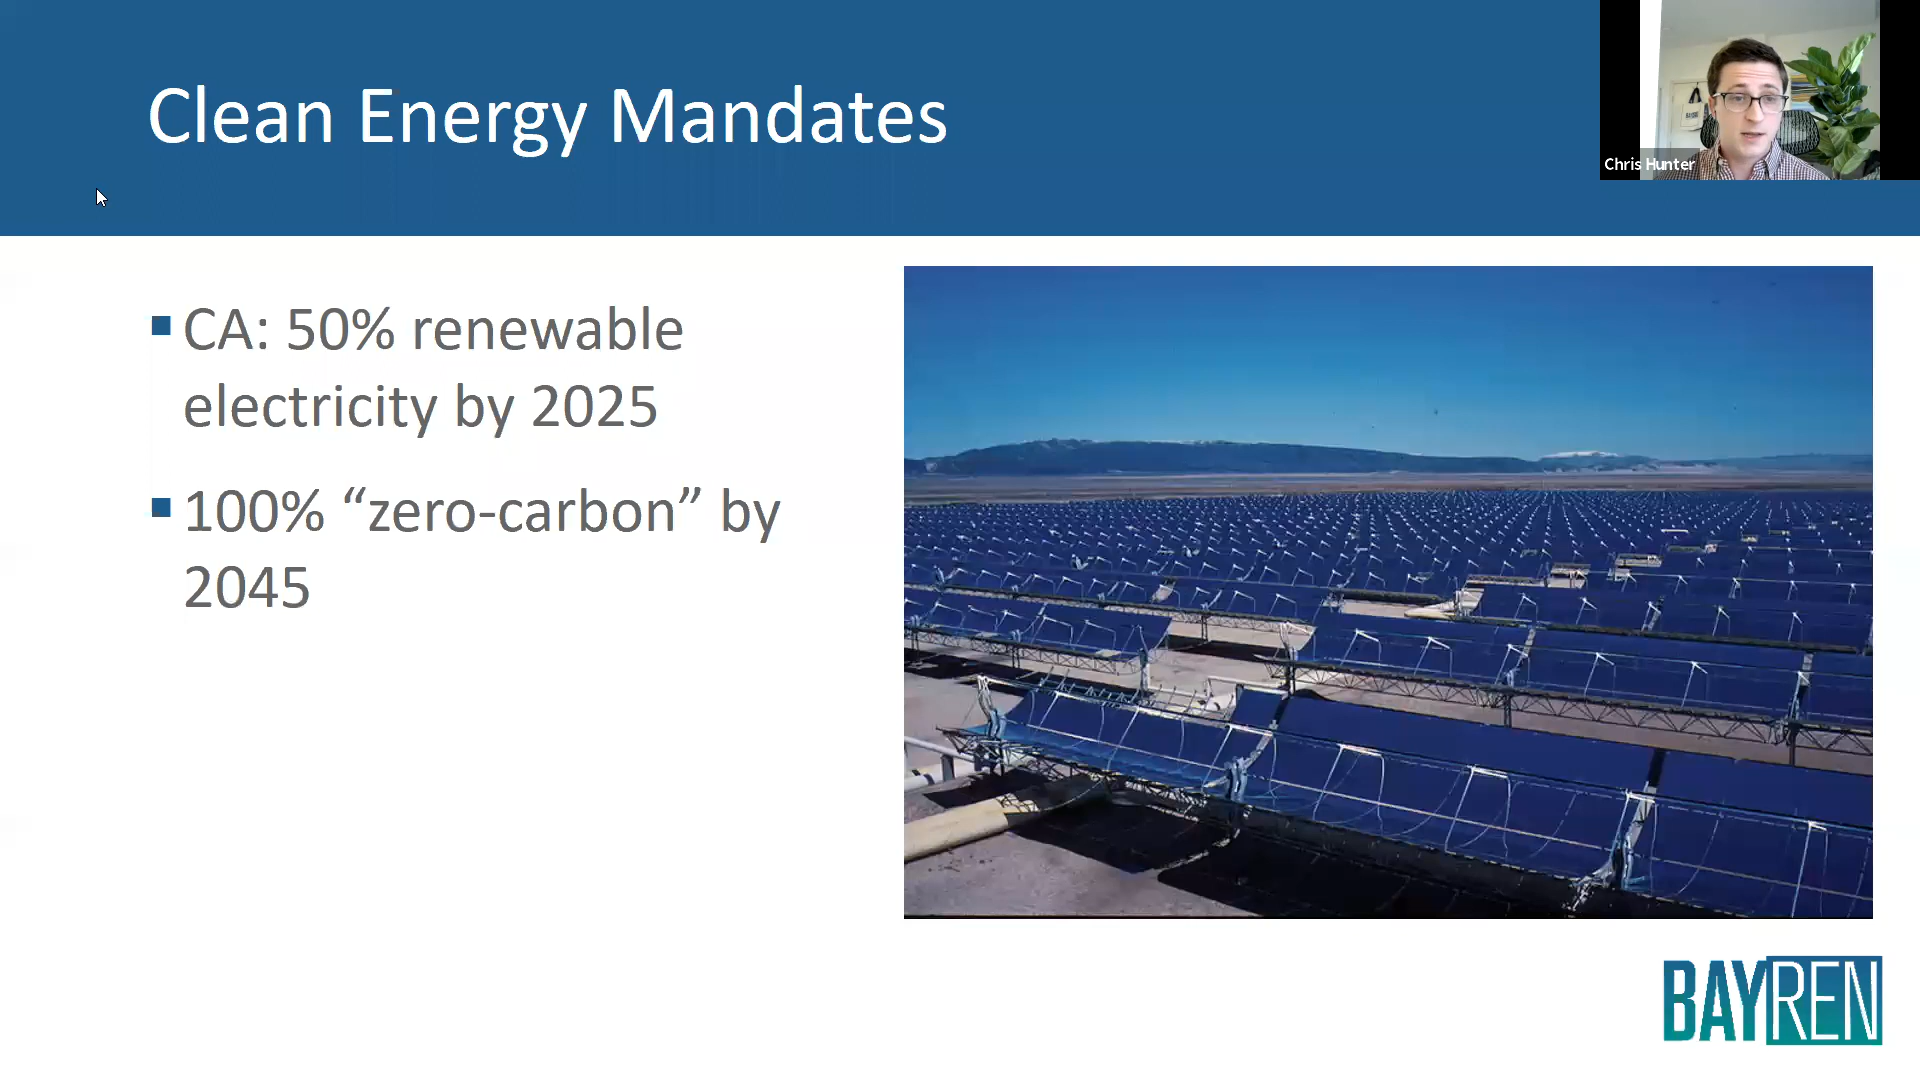 Clean Energy Mandates
Chris Hunter
CA: 50% renewable
electricity by 2025
100% “zero-carbon” by
2045
BAYREN